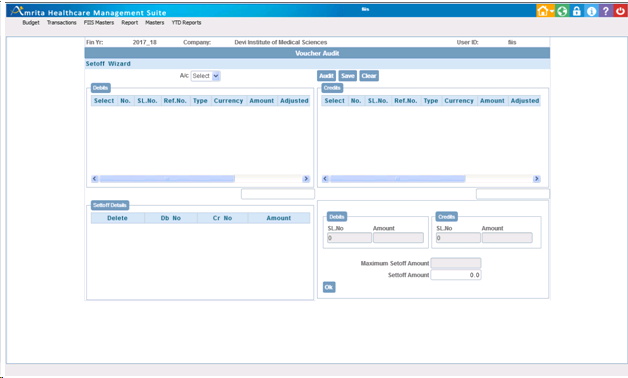 Amrita Healthcare Management Suite fiis
Budget Transactions FIIS Masters Report Masters YTD Reports
Fin Yr: 2017_18 Company: Devi Institute of Medical Sciences User ID: fiis
Voucher Audit
Setoff Wizard
A/c Select Audit Save Clear
Debits Credits
Select No. SL.No. Ref.No. Type Currency Amount Adjusted Select No. SL.No. Ref.No. Type Currency Amount Adjusted
Settoff Details
Delete Db No Cr No Amount
Debits Credits
SL.No Amount SL.No Amount
0 0
Maximum Setoff Amount
Settoff Amount 0.0
Ok